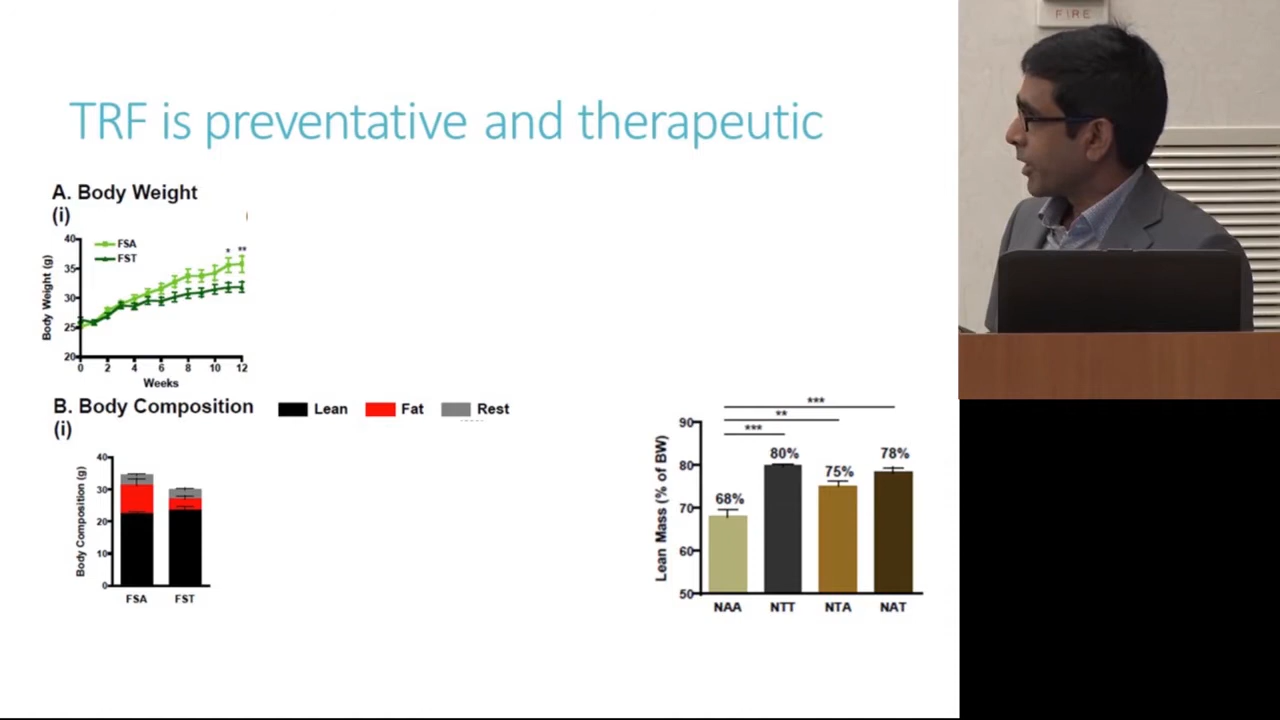 FIRE
TRF is preventative and therapeutic
A. Body Weight
(i)
40
35
30
25
20
Body Weight (g)
FSA
FST
* **
0 2 4 6 8 10 12
Weeks
B. Body Composition
(i)
Lean Fat Rest
40
30
20
10
0
Body Composition (g)
FSA FST
90
80
70
60
50
Lean Mass (% of BW)
***
**
***
68% 80% 75% 78%
NAA NTT NTA NAT